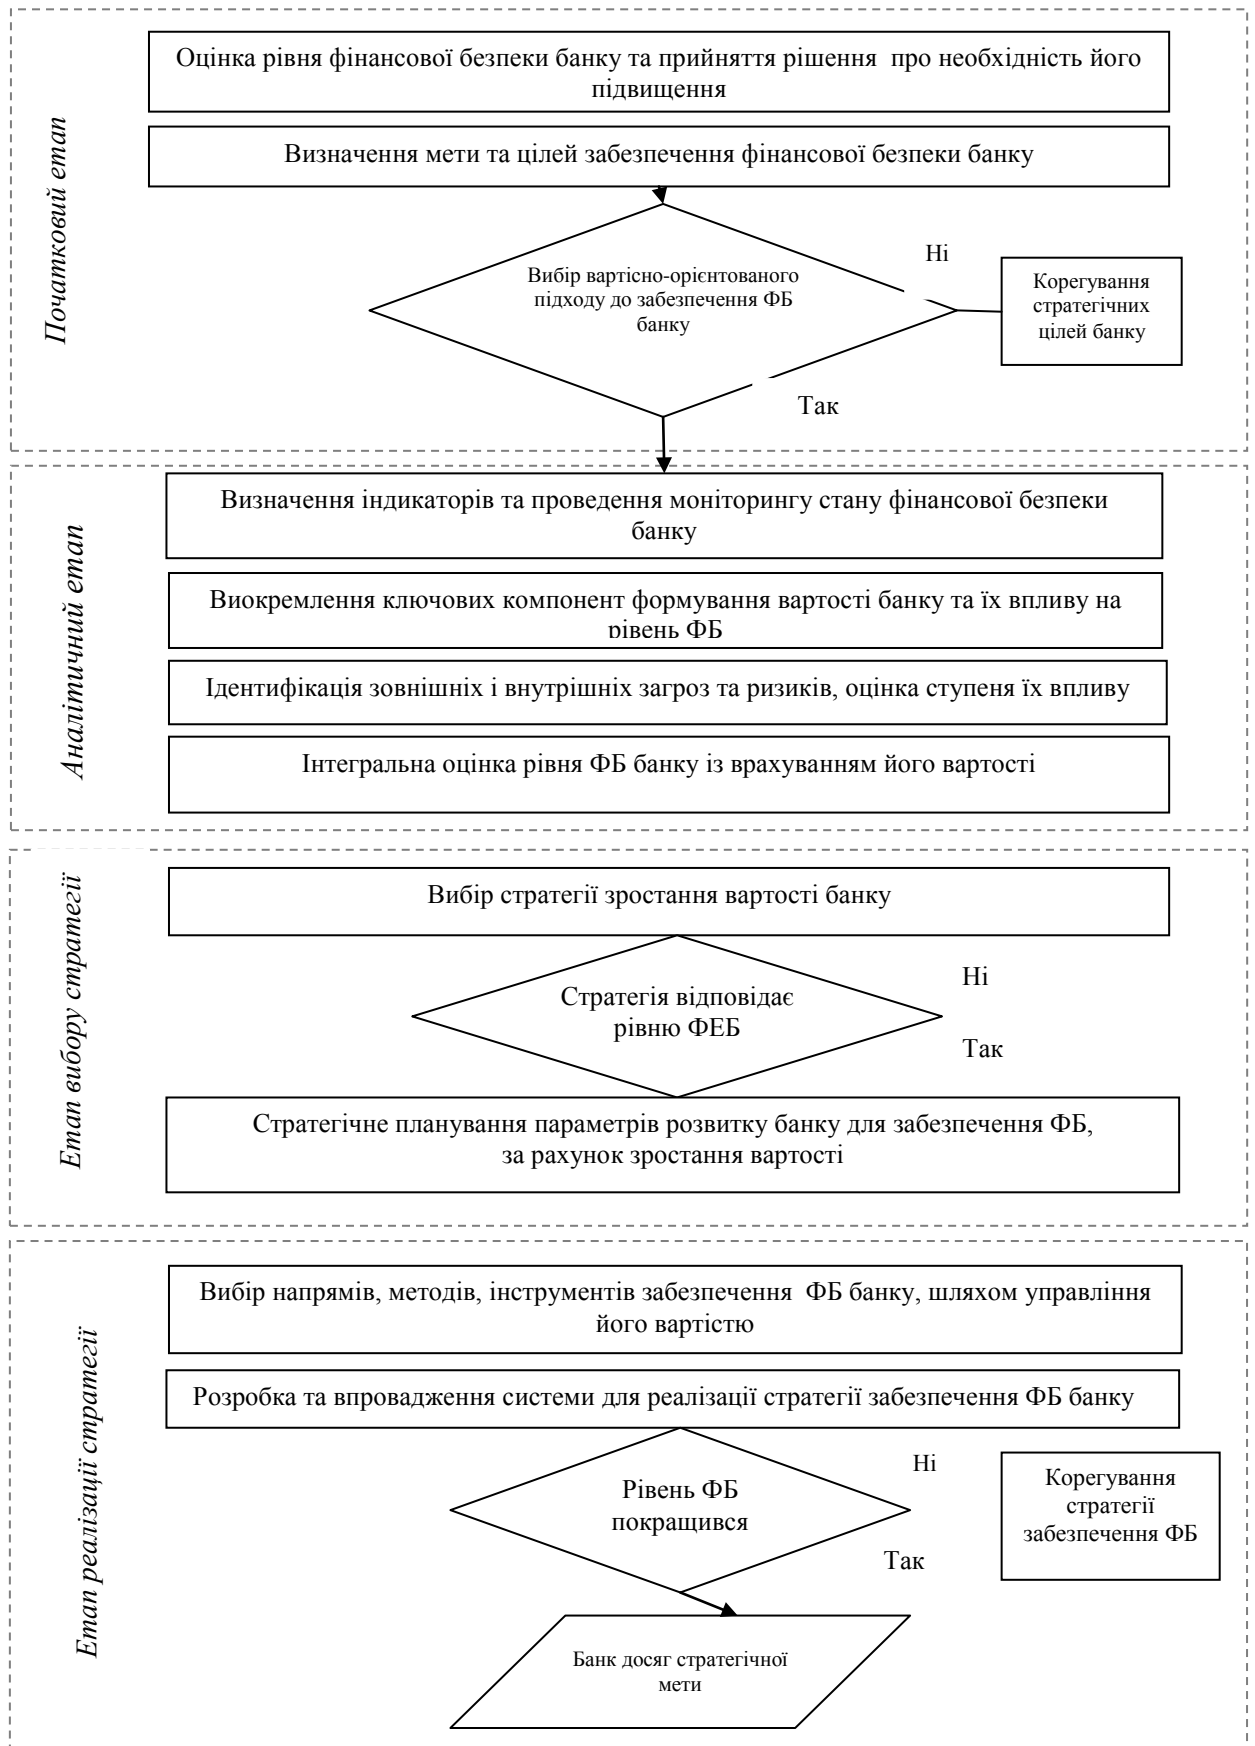 Початковий етап
Оцінка рівня фінансової безпеки банку та прийняття рішення про необхідність його
підвищення
Визначення мети та цілей забезпечення фінансової безпеки банку
Вибір вартісно-орієнтованого
підходу до забезпечення ФБ
банку
Ні
Корегування
стратегічних
цілей банку
Так
Аналітичний етап
Визначення індикаторів та проведення моніторингу стану фінансової безпеки
банку
Виокремлення ключових компонент формування вартості банку та їх впливу на
рівень ФБ
Ідентифікація зовнішніх і внутрішніх загроз та ризиків, оцінка ступеня їх впливу
Інтегральна оцінка рівня ФБ банку із врахуванням його вартості
Етап вибору стратегії
Вибір стратегії зростання вартості банку
Стратегія відповідає
рівню ФЕБ
Ні
Так
Стратегічне планування параметрів розвитку банку для забезпечення ФБ,
за рахунок зростання вартості
Етап реалізації стратегії
Вибір напрямів, методів, інструментів забезпечення ФБ банку, шляхом управління
його вартістю
Розробка та впровадження системи для реалізації стратегії забезпечення ФБ банку
Рівень ФБ
покращився
Ні
Корегування
стратегії
забезпечення ФБ
Так
Банк досяг стратегічної
мети